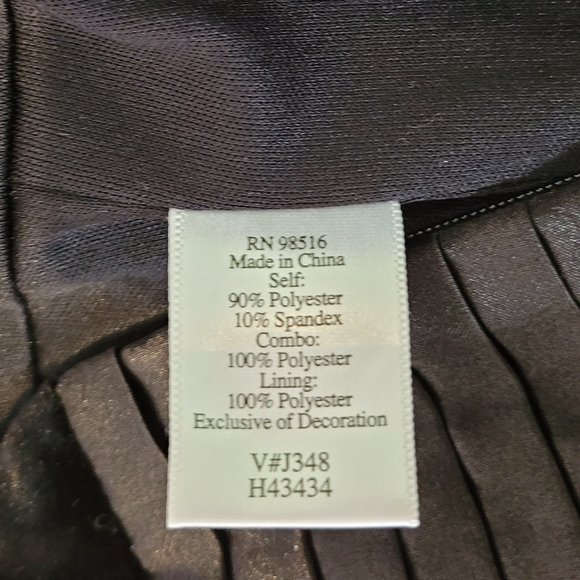 RN 98516
Made in China
Self:
90% Polyester
10% Spandex
Combo:
100% Polyester
Lining:
100% Polyester
Exclusive of Decoration
V#J348
H43434